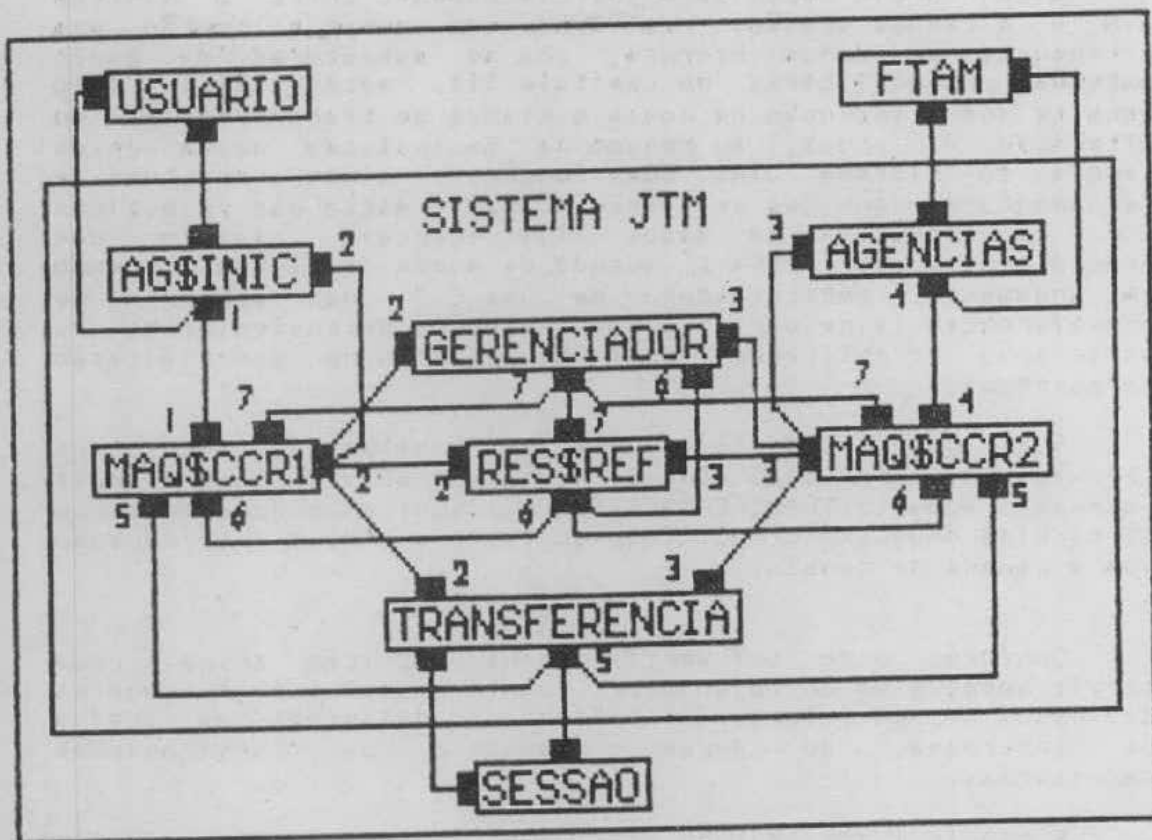 USUARIO
ETAM
SISTEMA JTM
AG$INIC
2
3
AGENCIAS
1
4
2
GERENCIADOR
3
7
6
1
7
7
7
4
MAQ$CCR1
2
2
RES$REF
3
3
MAQ$CCR2
5
6
6
6
5
2
3
TRANSFERENCIA
5
SESSAO